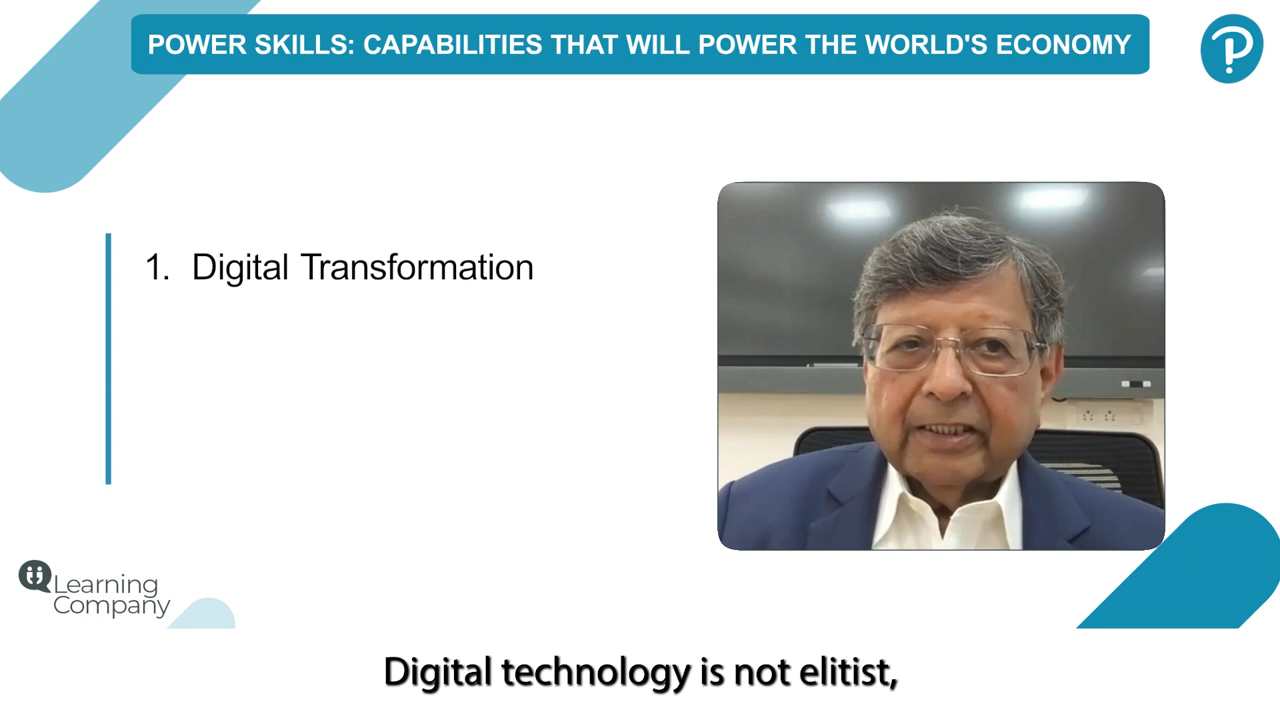 POWER SKILLS: CAPABILITIES THAT WILL POWER THE WORLD'S ECONOMY
1. Digital Transformation
Learning
Company
Digital technology is not elitist,